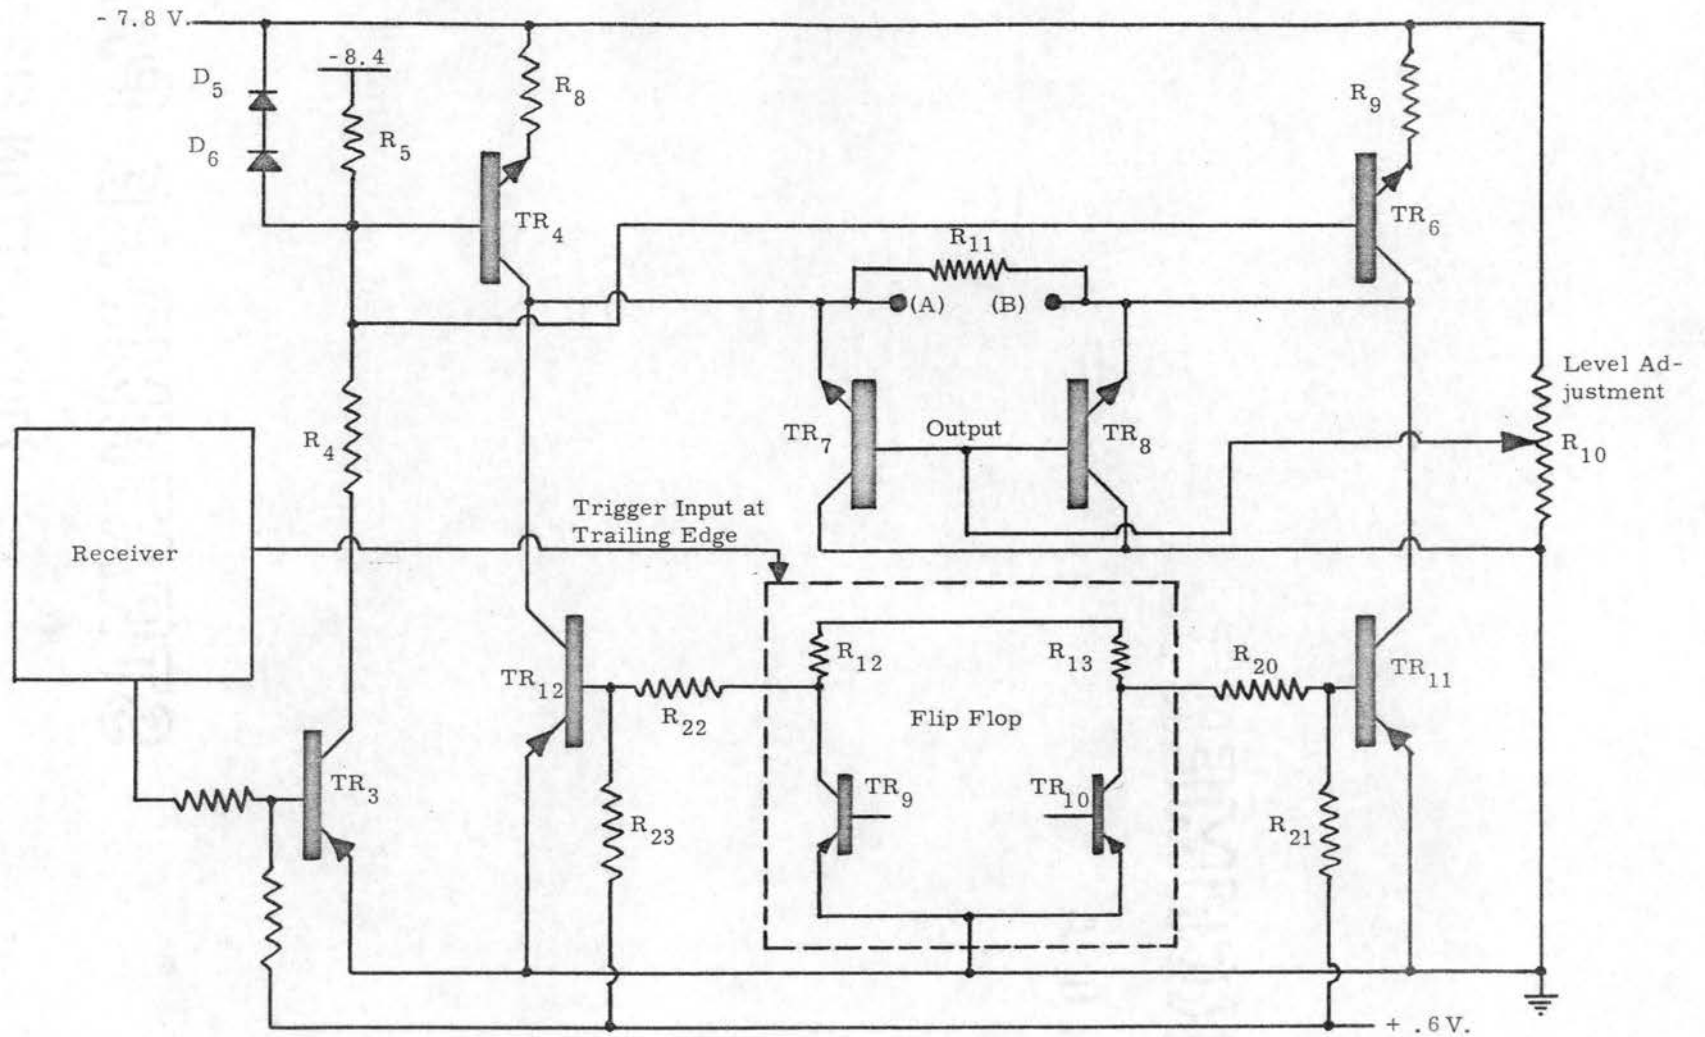 - 7.8 V.
-8.4
D5
R5
R8
R9
D6
TR4
TR6
R11
(A)
(B)
Level Ad-
justment
R4
TR7
Output
TR8
R10
Trigger Input at
Trailing Edge
Receiver
R12
R13
R20
TR12
TR11
R22
Flip Flop
TR3
TR9
TR10
R23
R21
+ .6 V.